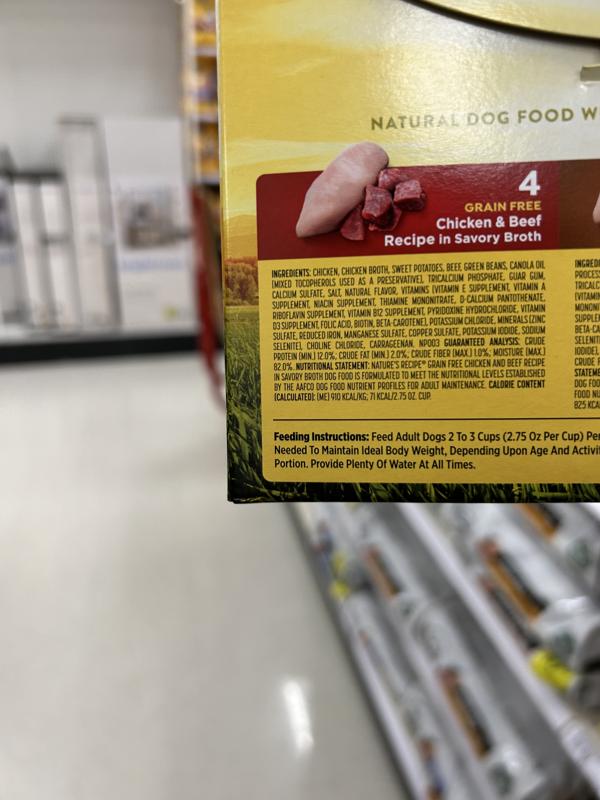 NATURAL DOG FOOD W
4
GRAIN FREE
Chicken & Beef
Recipe in Savory Broth
INGREDIENTS: CHICKEN, CHICKEN BROTH, SWEET POTATOES, BEEF, GREEN BEANS, CANOLA OIL
(MIXED TOCOPHEROLS USED AS A PRESERVATIVE), TRICALCIUM PHOSPHATE, GUAR GUM,
CALCIUM SULFATE, SALT, NATURAL FLAVOR, VITAMINS (VITAMIN E SUPPLEMENT, VITAMIN A
SUPPLEMENT, NIACIN SUPPLEMENT, THIAMINE MONONITRATE, D-CALCIUM PANTOTHENATE,
RIBOFLAVIN SUPPLEMENT, VITAMIN B12 SUPPLEMENT, PYRIDOXINE HYDROCHLORIDE, VITAMIN
D3 SUPPLEMENT, FOLIC ACID, BIOTIN, BETA-CAROTENE), POTASSIUM CHLORIDE, MINERALS (ZINC
SULFATE, REDUCED IRON, MANGANESE SULFATE, COPPER SULFATE, POTASSIUM IODIDE, SODIUM
SELENITE), CHOLINE CHLORIDE, CARRAGEENAN. NP003 GUARANTEED ANALYSIS: CRUDE
PROTEIN (MIN.) 12.0%; CRUDE FAT (MIN.) 2.0%; CRUDE FIBER (MAX.) 1.0%; MOISTURE (MAX.)
82.0%. NUTRITIONAL STATEMENT: NATURE'S RECIPE® GRAIN FREE CHICKEN AND BEEF RECIPE
IN SAVORY BROTH DOG FOOD IS FORMULATED TO MEET THE NUTRITIONAL LEVELS ESTABLISHED
BY THE AAFCO DOG FOOD NUTRIENT PROFILES FOR ADULT MAINTENANCE. CALORIE CONTENT
(CALCULATED): (ME) 910 KCAL/KG; 71 KCAL/2.75 OZ. CUP.
INGREDI
PROCESS
TRICALC
VITAMIN
MONONI
SUPPLE
BETA-CA
SELENIT
IODIDE),
CRUDE F
STATEME
DOG FOO
FOOD NU
825 KCA
Feeding Instructions: Feed Adult Dogs 2 To 3 Cups (2.75 Oz Per Cup) Per
Needed To Maintain Ideal Body Weight, Depending Upon Age And Activi
Portion. Provide Plenty Of Water At All Times.